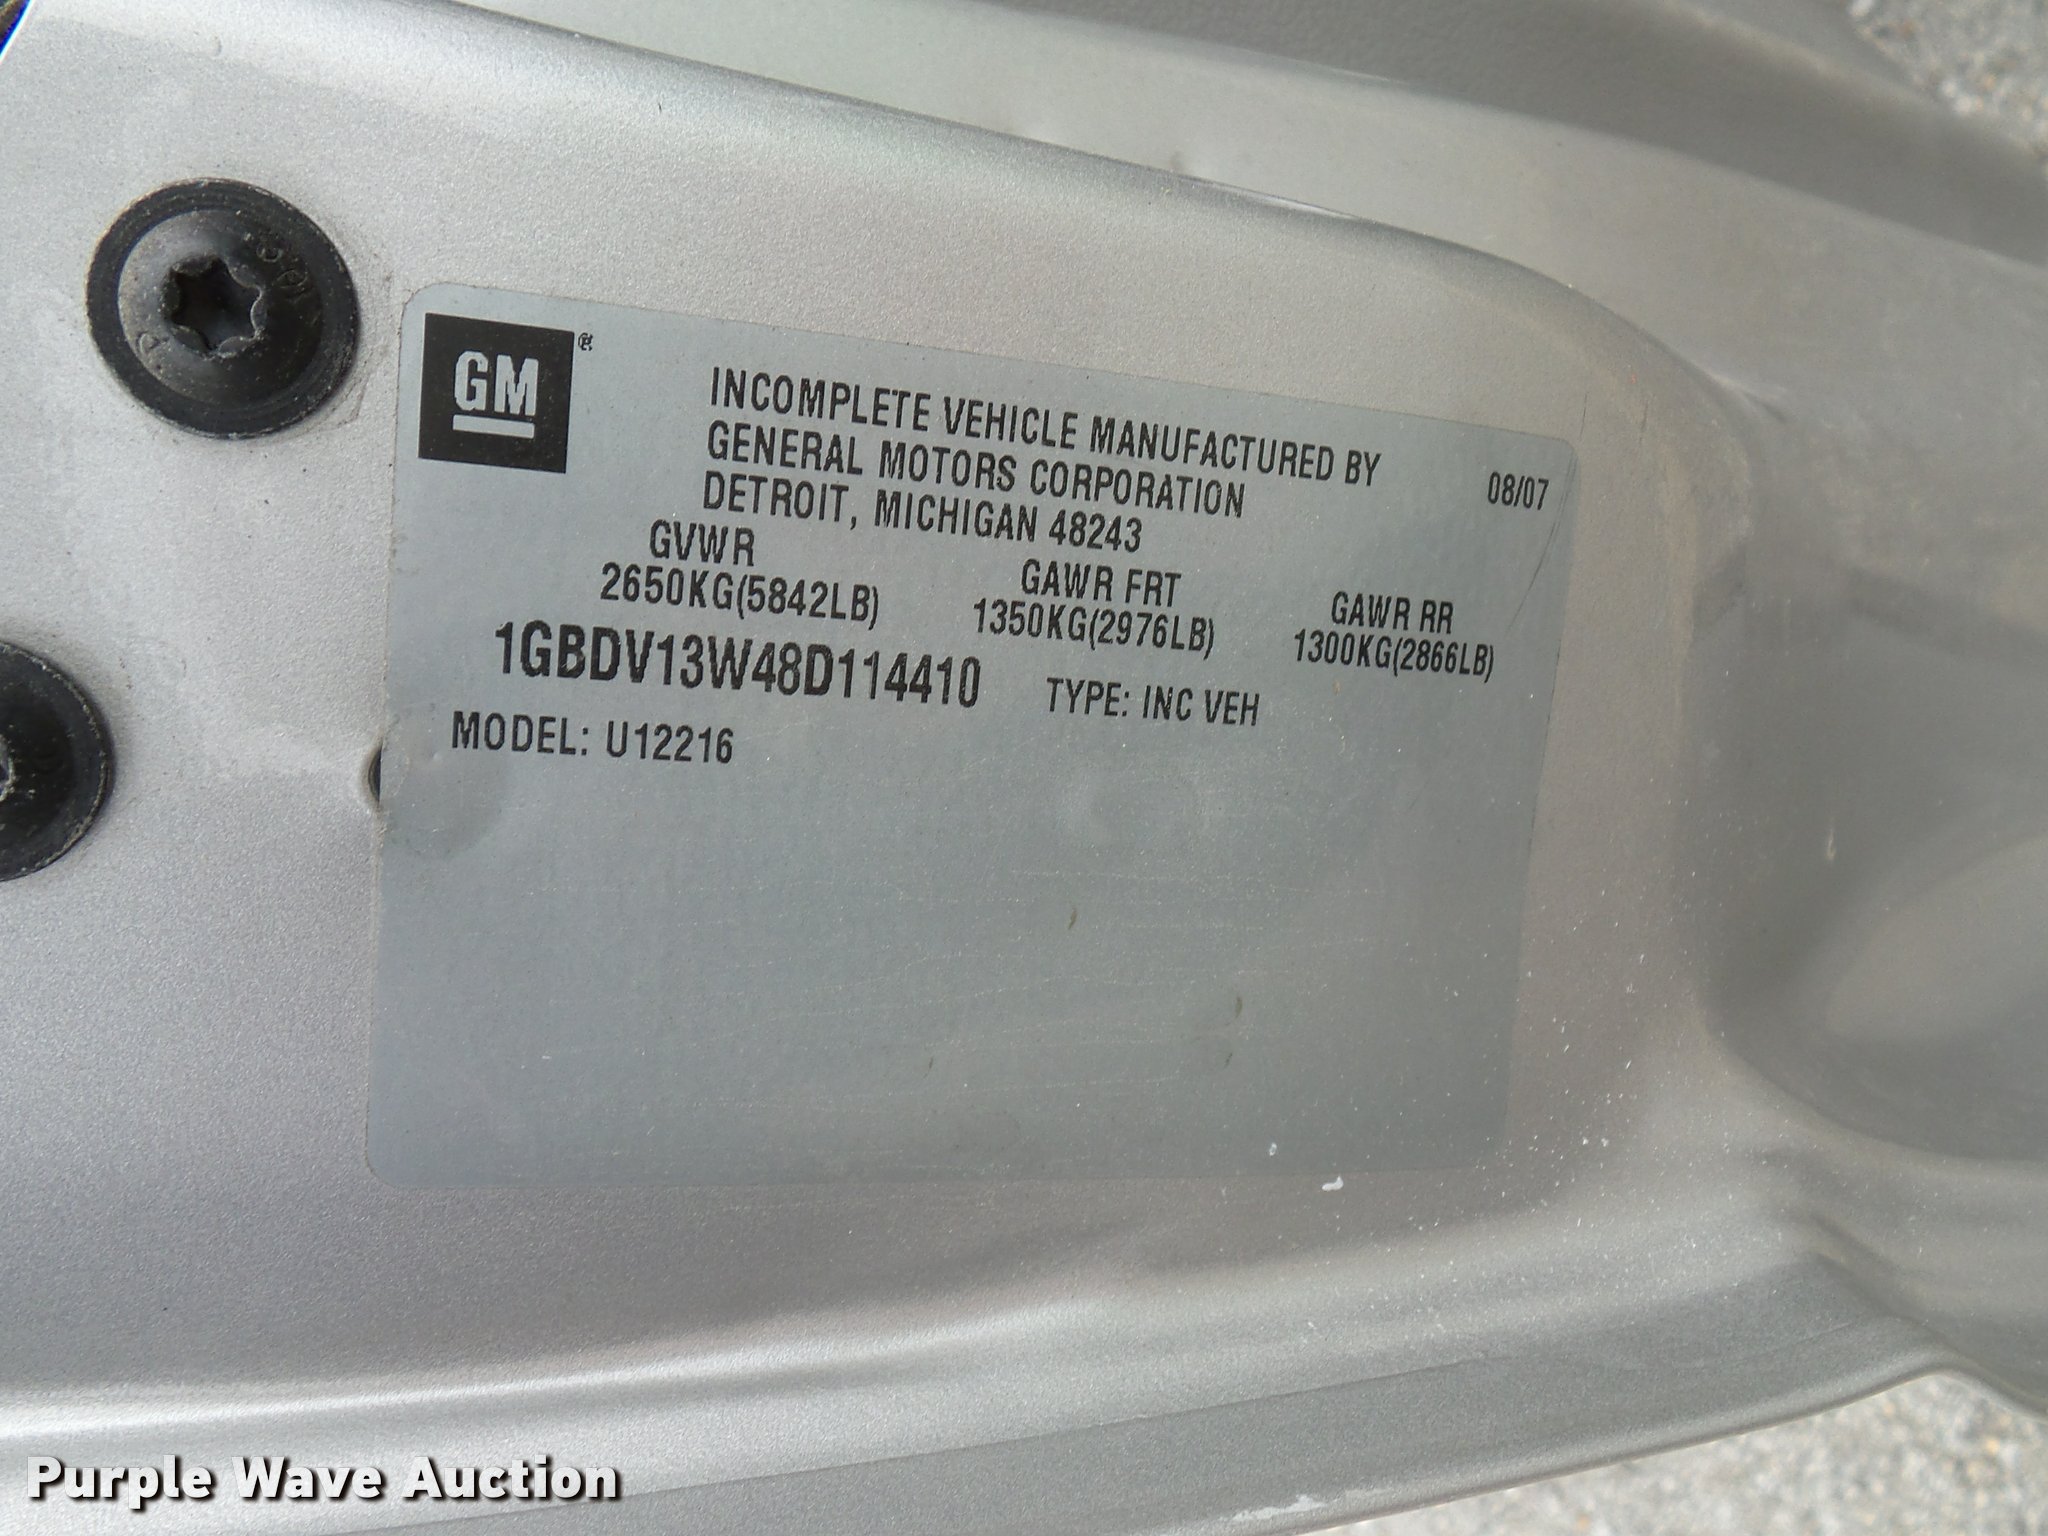 GM ®
INCOMPLETE VEHICLE MANUFACTURED BY
GENERAL MOTORS CORPORATION
DETROIT, MICHIGAN 48243
08/07
GVWR
2650KG(5842LB)
GAWR FRT
1350KG(2976LB)
GAWR RR
1300KG(2866LB)
1GBDV13W48D114410
TYPE: INC VEH
MODEL: U12216
Purple Wave Auction